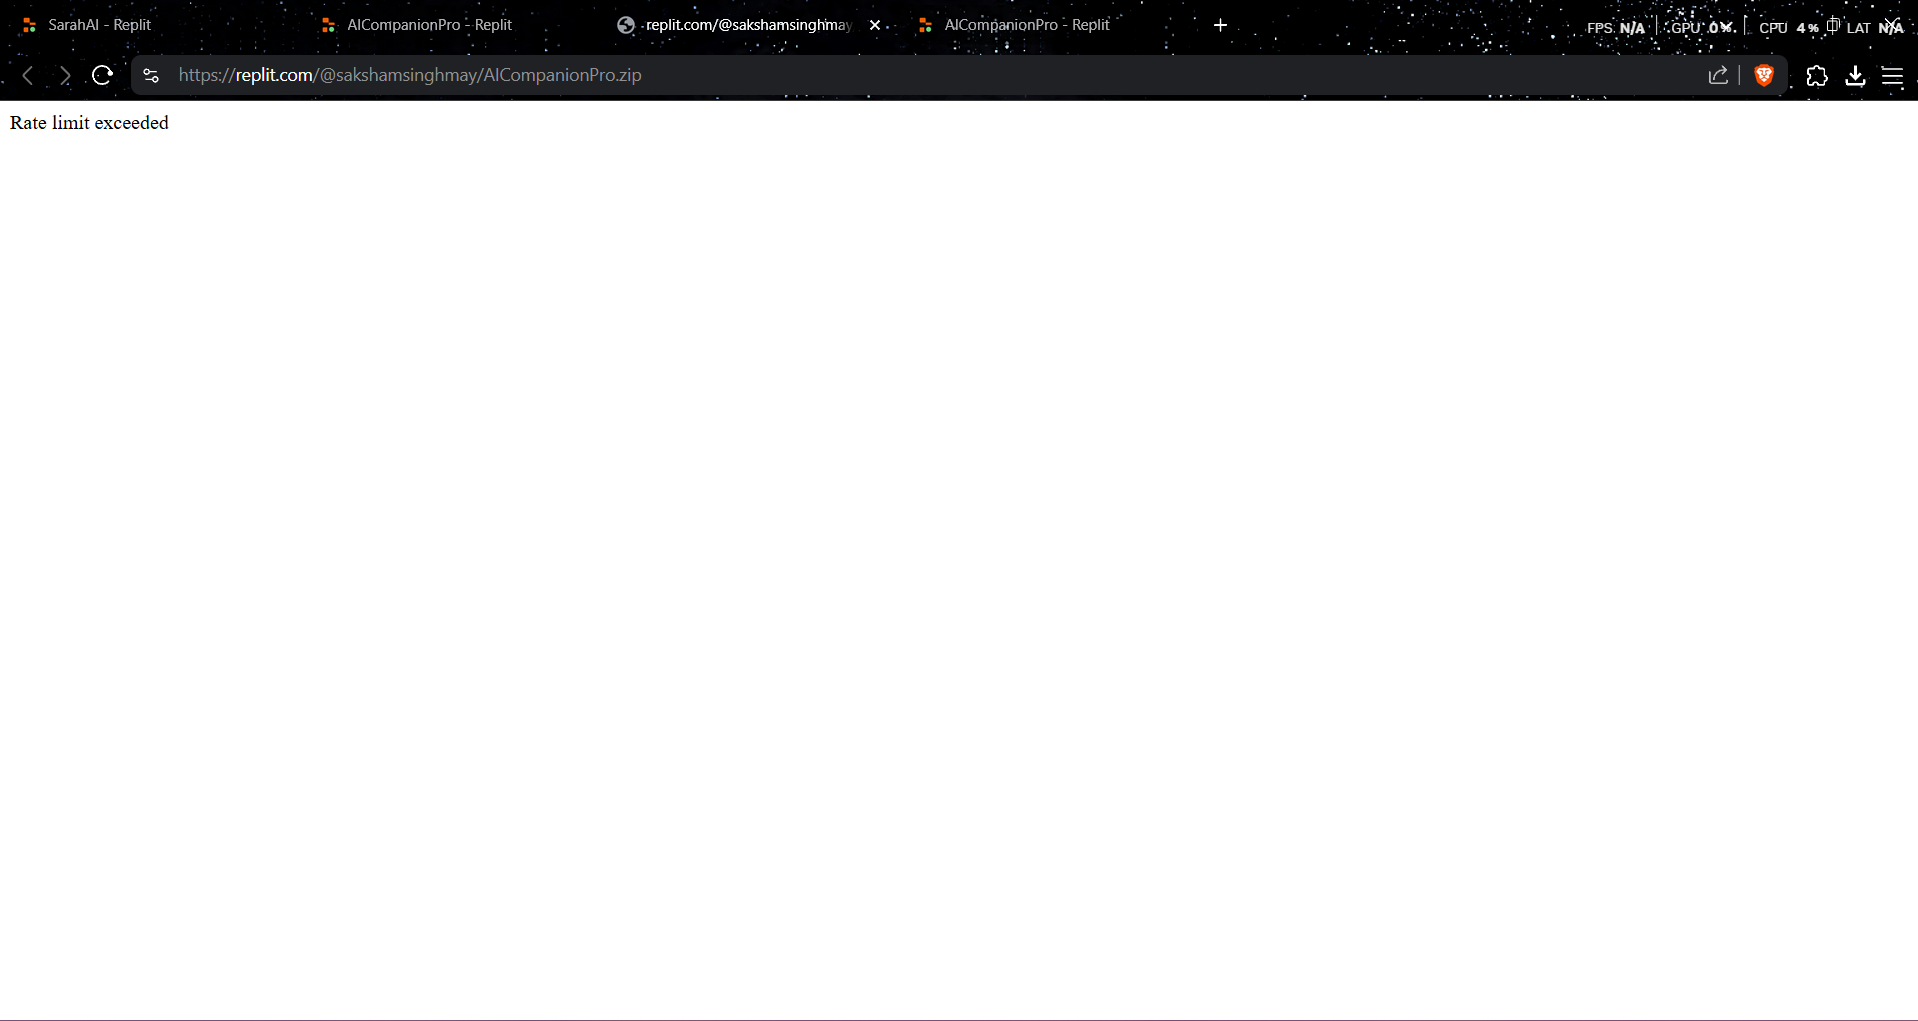 SarahAI - Replit
AICompanionPro - Replit
replit.com/@sakshamsinghmay
AICompanionPro - Replit
FPS N/A GPU 0% CPU 4% LAT N/A
https://replit.com/@sakshamsinghmay/AICompanionPro.zip
Rate limit exceeded